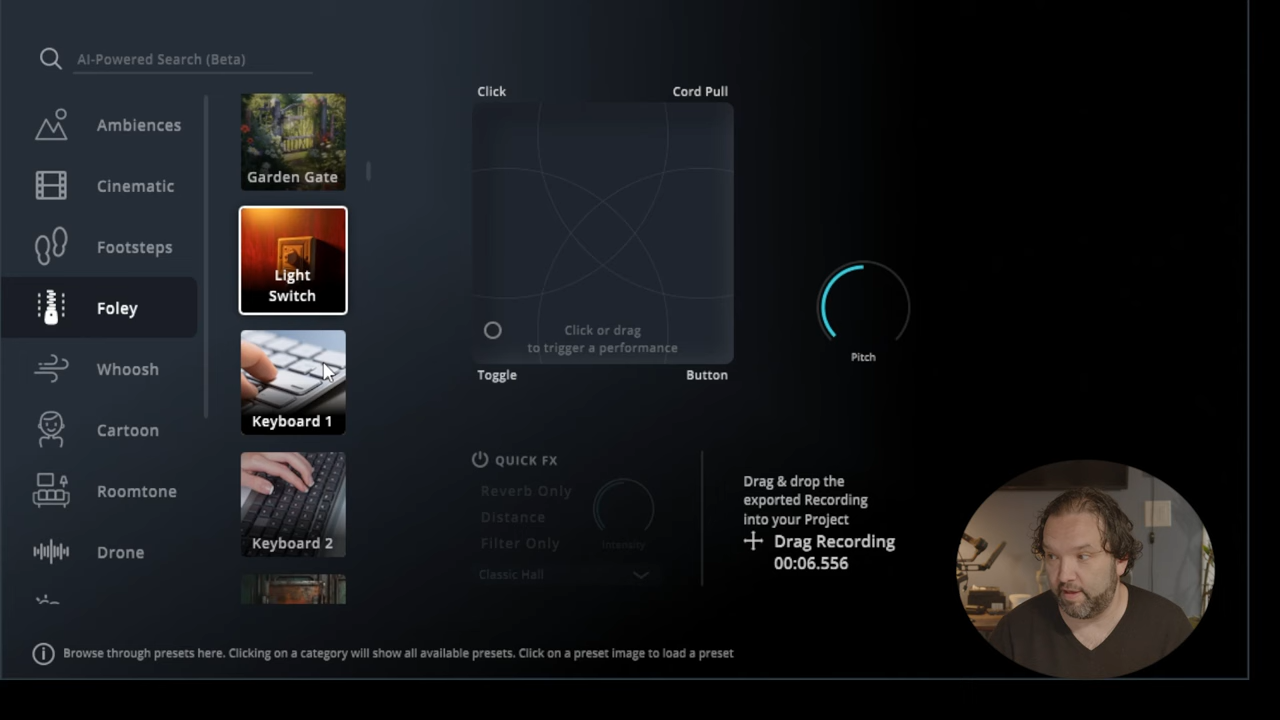 AI-Powered Search (Beta)
Ambiences
Cinematic
Footsteps
Foley
Whoosh
Cartoon
Roomtone
Drone
Garden Gate
Light
Switch
Keyboard 1
Keyboard 2
Click
Cord Pull
Click or drag
to trigger a performance
Toggle
Button
Pitch
QUICK FX
Reverb Only
Distance
Filter Only
Intensity
Classic Hall
Drag & drop the
exported Recording
into your Project
Drag Recording
00:06.556
Browse through presets here. Clicking on a category will show all available presets. Click on a preset image to load a preset